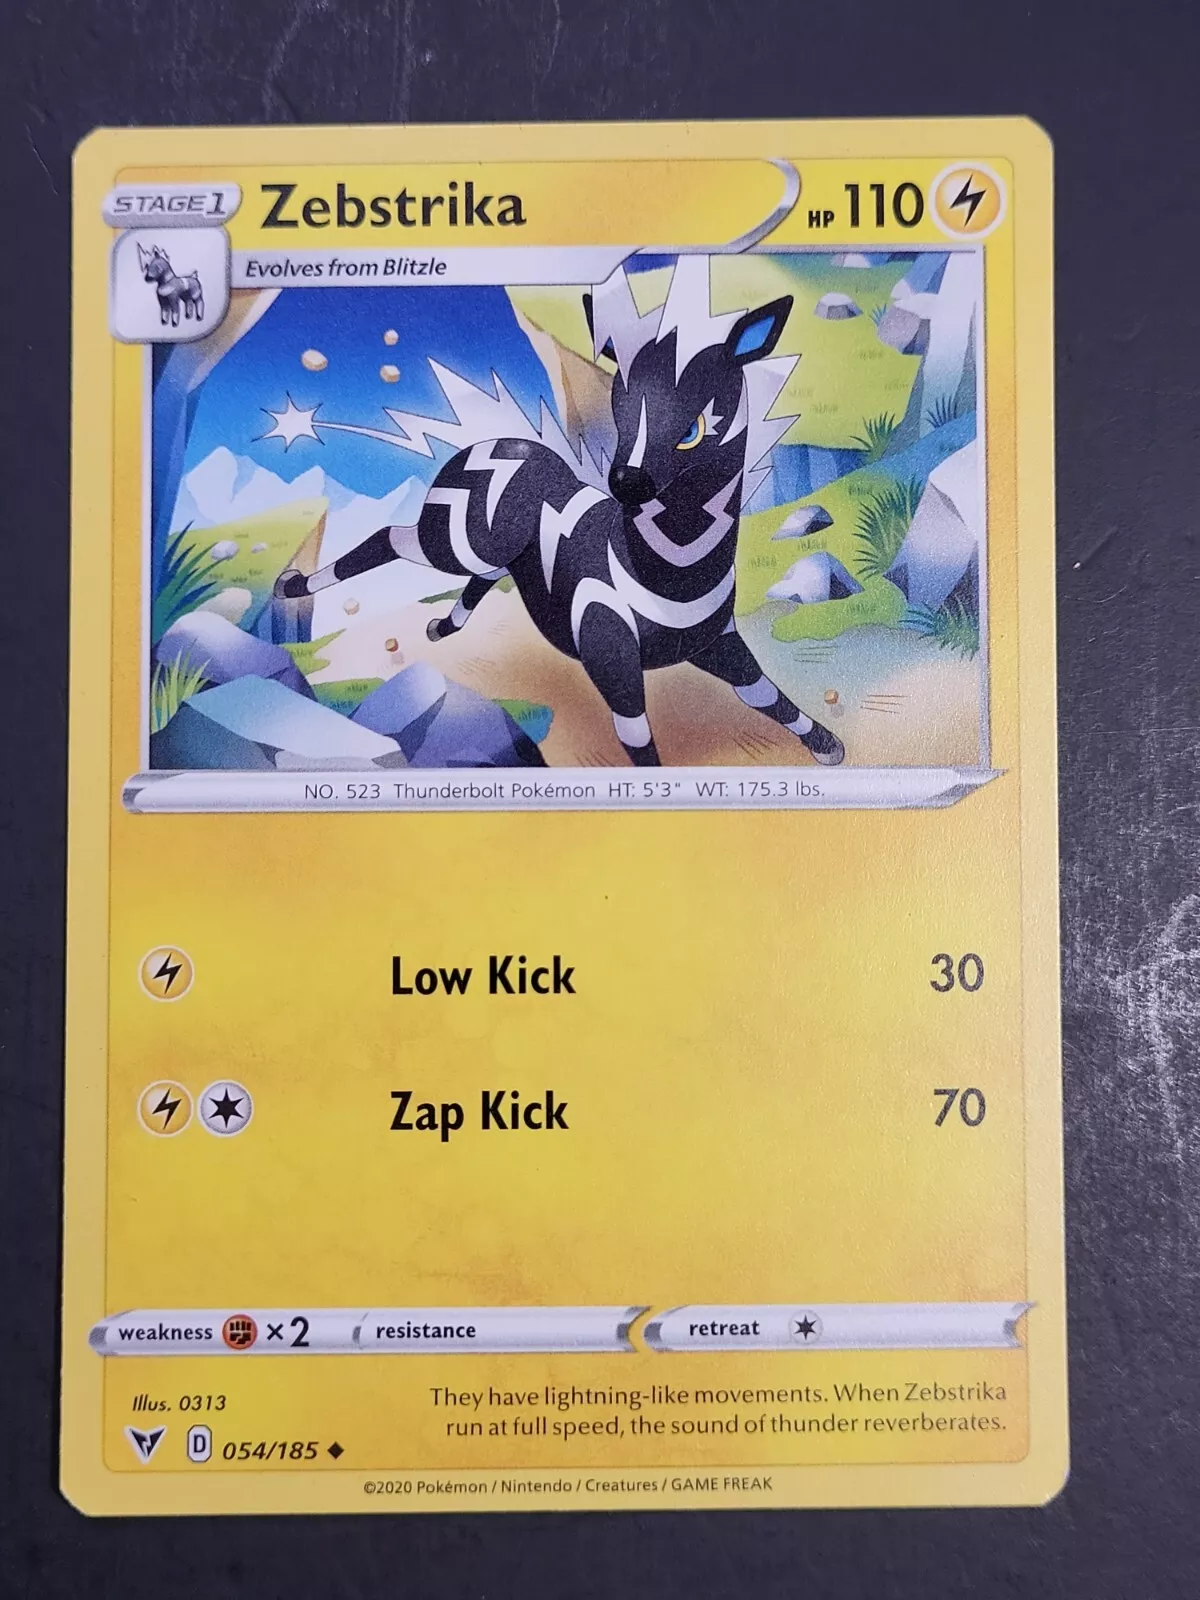 STAGE1
Zebstrika
HP 110
Evolves from Blitzle
NO. 523 Thunderbolt Pokémon HT: 5'3" WT: 175.3 lbs.
Low Kick 30
Zap Kick 70
weakness ×2 resistance retreat
Illus. 0313
They have lightning-like movements. When Zebstrika
run at full speed, the sound of thunder reverberates.
D 054/185
©2020 Pokémon / Nintendo / Creatures / GAME FREAK